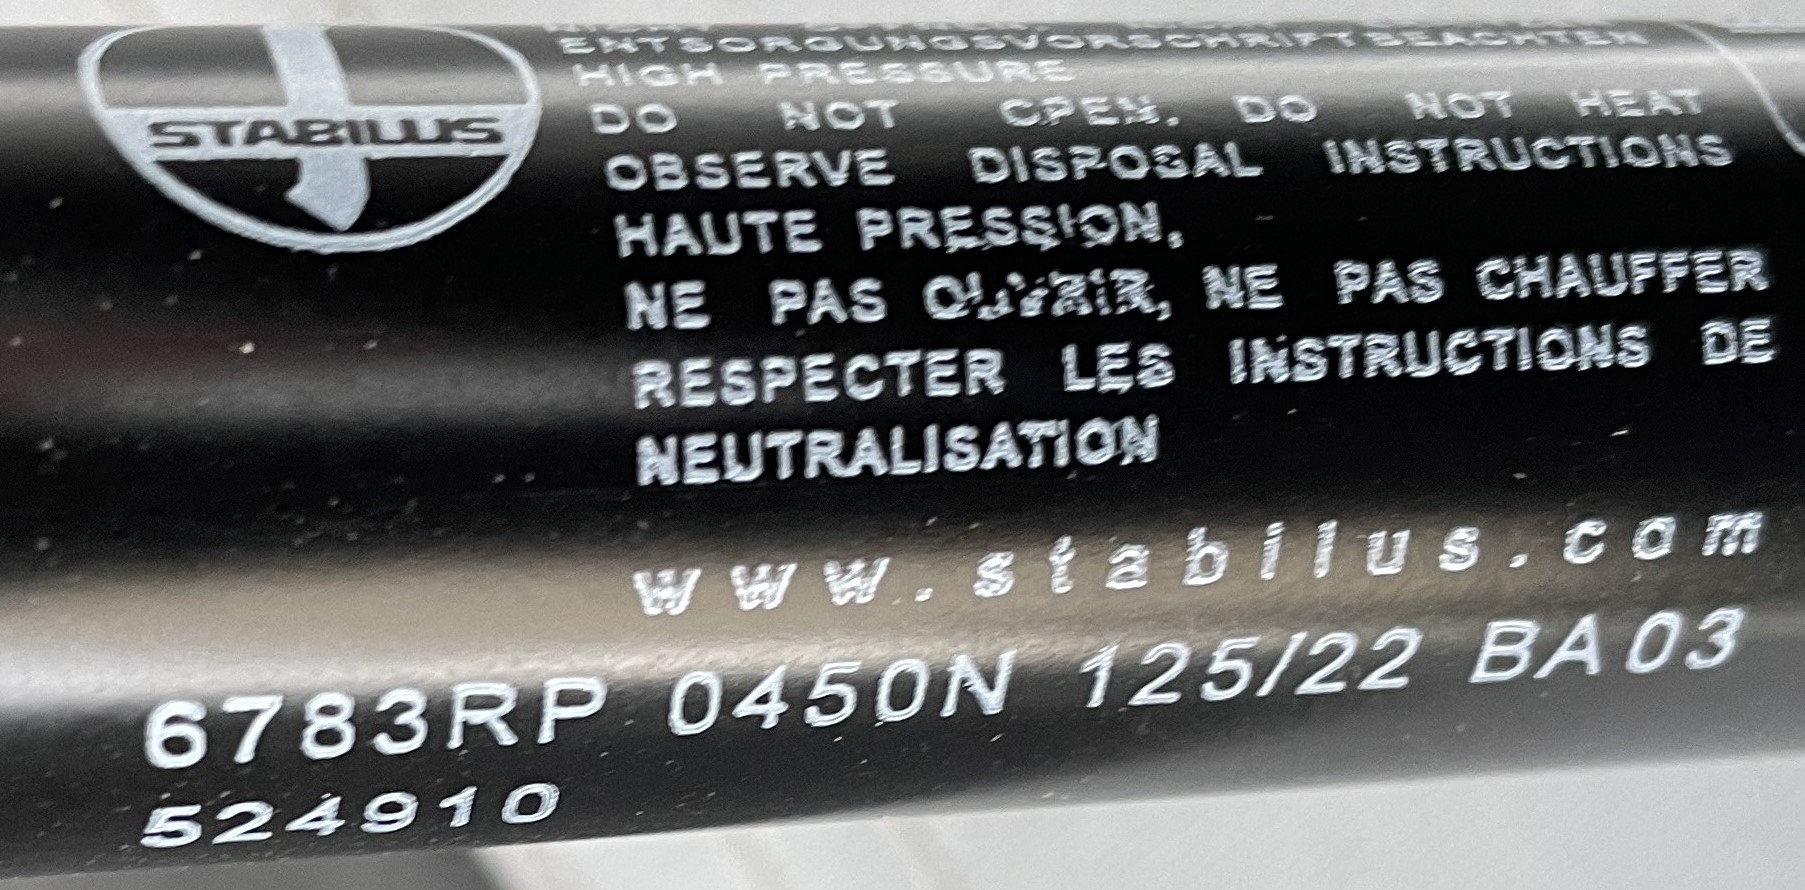 STABILUS
ENTSORGUNGSVORSCHRIFT BEACHTEN
HIGH PRESSURE
DO NOT OPEN, DO NOT HEAT
OBSERVE DISPOSAL INSTRUCTIONS
HAUTE PRESSION,
NE PAS OUVRIR, NE PAS CHAUFFER
RESPECTER LES INSTRUCTIONS DE
NEUTRALISATION
www.stabilus.com
6783RP 0450N 125/22 BA03
524910